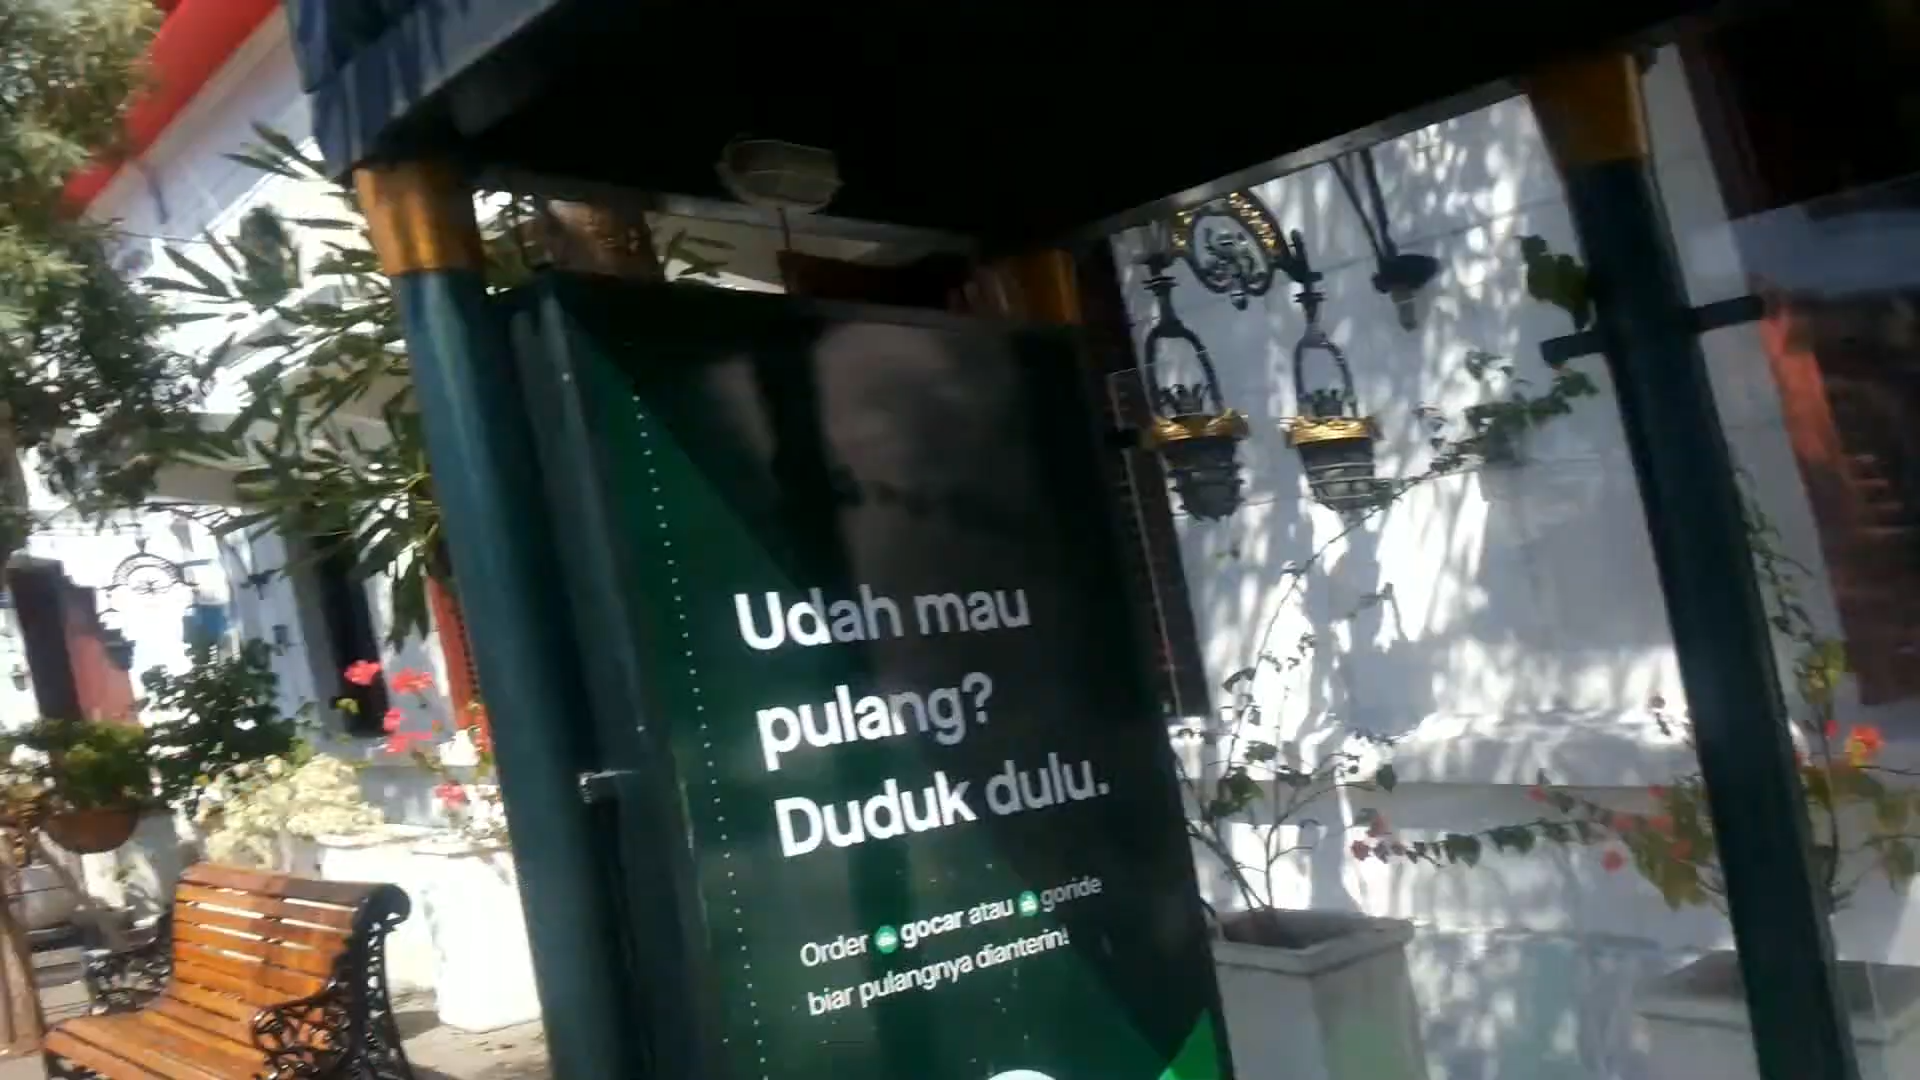 Udah mau
pulang?
Duduk dulu.
Order gocar atau goride
biar pulangnya dianterin!